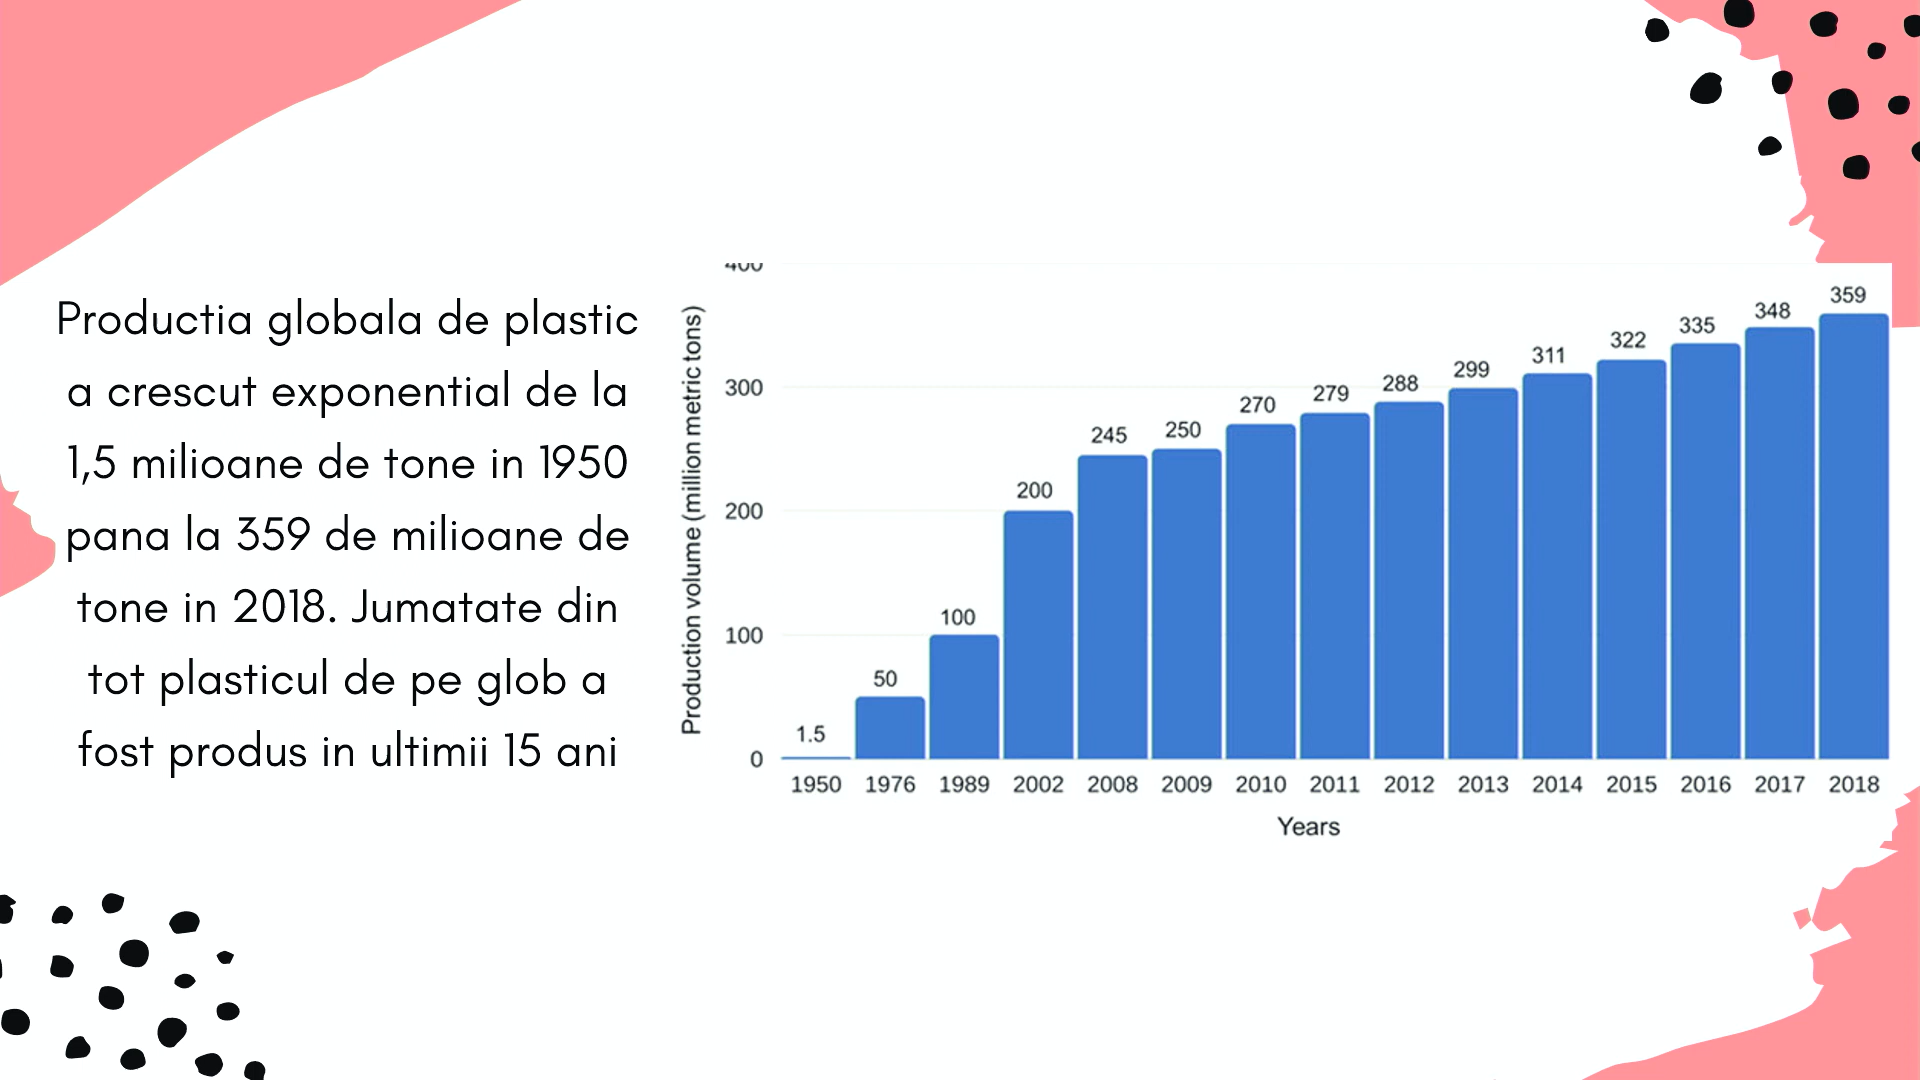 Productia globala de plastic
a crescut exponential de la
1,5 milioane de tone in 1950
pana la 359 de milioane de
tone in 2018. Jumatate din
tot plasticul de pe glob a
fost produs in ultimii 15 ani
Production volume (million metric tons)
400
300
200
100
0
1.5
50
100
200
245
250
270
279
288
299
311
322
335
348
359
1950 1976 1989 2002 2008 2009 2010 2011 2012 2013 2014 2015 2016 2017 2018
Years